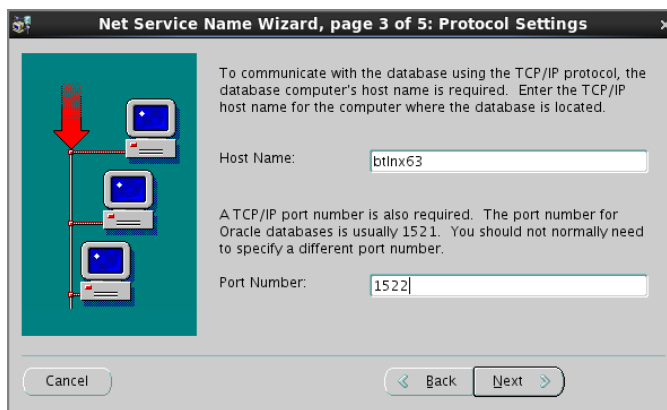 Net Service Name Wizard, page 3 of 5: Protocol Settings
To communicate with the database using the TCP/IP protocol, the
database computer's host name is required. Enter the TCP/IP
host name for the computer where the database is located.
Host Name:
btlnx63
A TCP/IP port number is also required. The port number for
Oracle databases is usually 1521. You should not normally need
to specify a different port number.
Port Number:
1522
Cancel
Back
Next